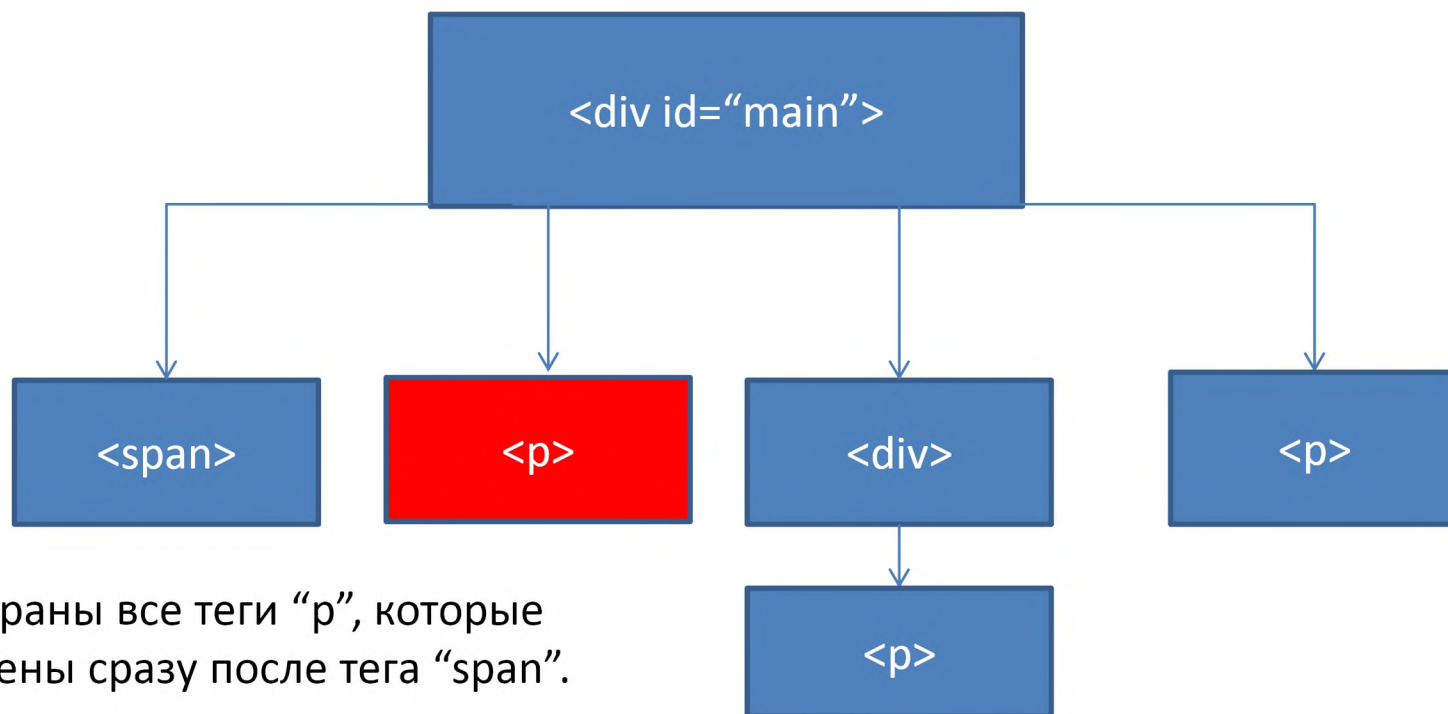 <div id=“main”>
<span>
<p>
<div>
<p>
раны все теги “p”, которые
ены сразу после тега “span”.
<p>